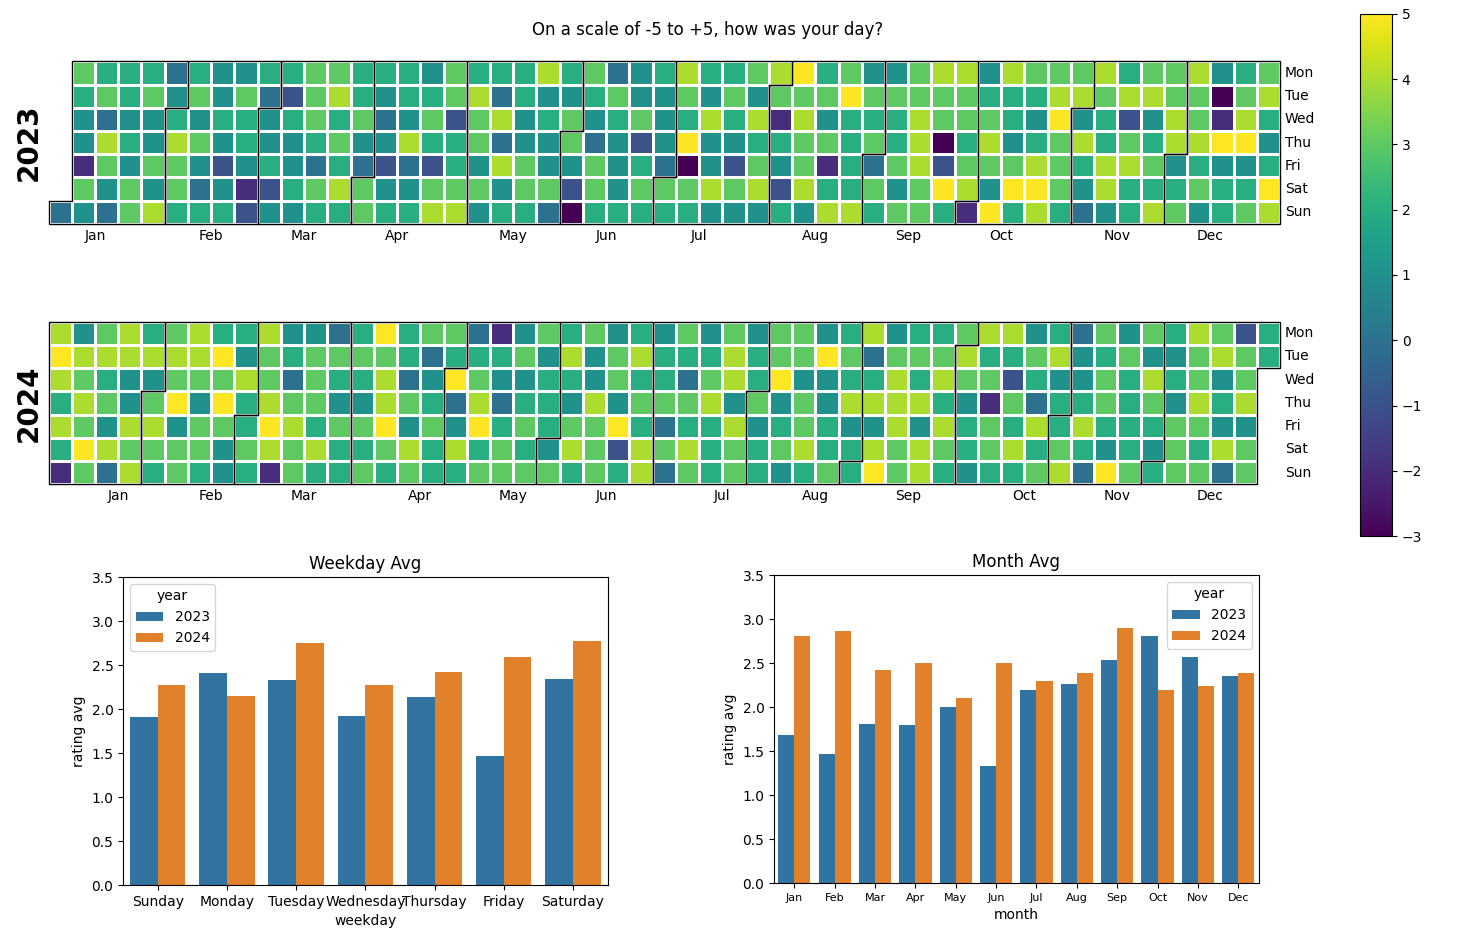 On a scale of -5 to +5, how was your day?
2023
Mon
Tue
Wed
Thu
Fri
Sat
Sun
Jan Feb Mar Apr May Jun Jul Aug Sep Oct Nov Dec
2024
Mon
Tue
Wed
Thu
Fri
Sat
Sun
Jan Feb Mar Apr May Jun Jul Aug Sep Oct Nov Dec
5
4
3
2
1
0
−1
−2
−3
Weekday Avg
year
2023
2024
rating avg
3.5
3.0
2.5
2.0
1.5
1.0
0.5
0.0
Sunday Monday Tuesday Wednesday Thursday Friday Saturday
weekday
Month Avg
year
2023
2024
rating avg
3.5
3.0
2.5
2.0
1.5
1.0
0.5
0.0
Jan Feb Mar Apr May Jun Jul Aug Sep Oct Nov Dec
month